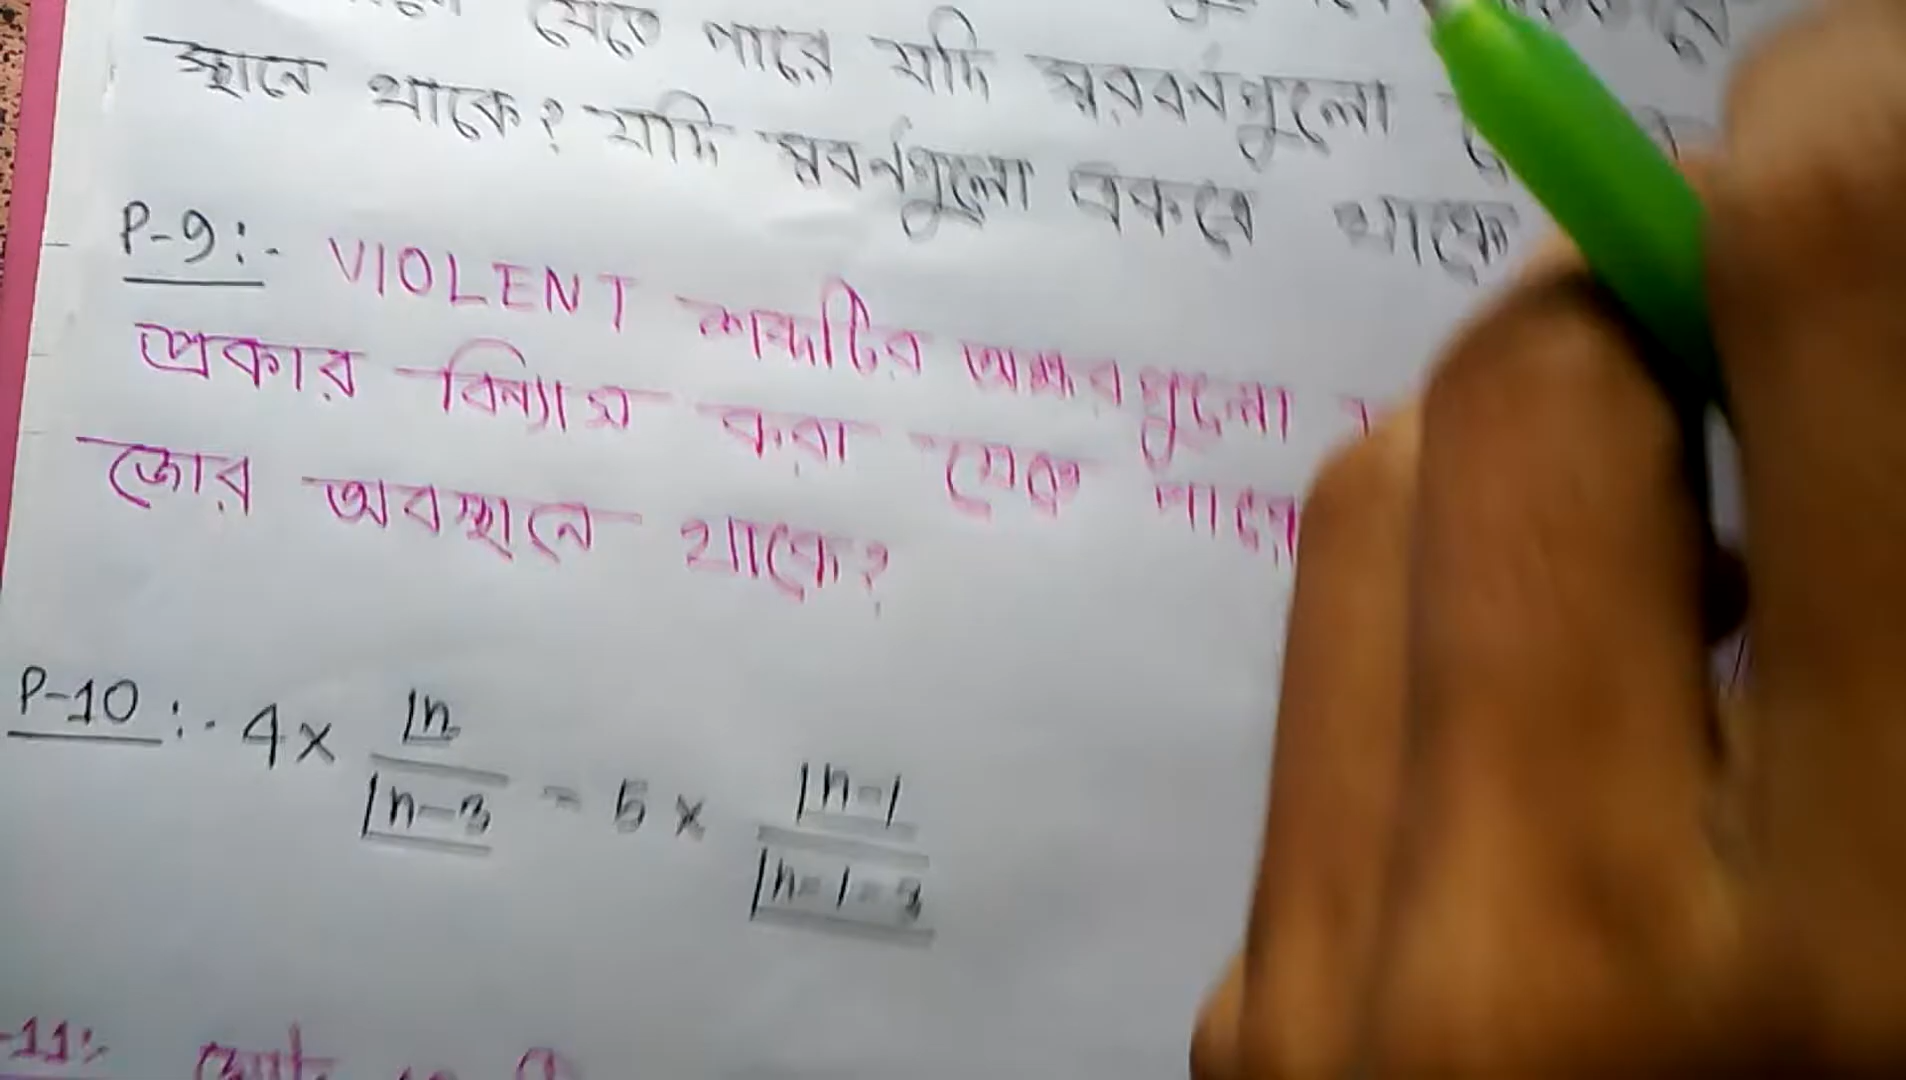 যেতে পারে যদি স্বরবর্ণগুলো
স্থানে থাকে? যদি স্বরবর্ণগুলো একত্রে থাকে
P-9:- VIOLENT শব্দটির অক্ষরগুলো
প্রকার বিন্যাস করা যেতে পারে
জোর অবস্থানে থাকে?
P-10:- 4 × |n / |n-3 = 5 × |n-1 / |n-1-3
-11:-